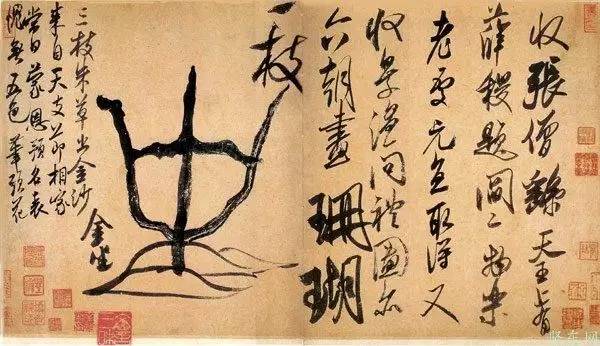 收張僧繇天王上有
薛稷題閻二物樂
老處元直取得又
收景溫問禮圖亦
六朝畫珊瑚
一枝
金坐
三枝朱草出金沙
來自天支節相家
當日蒙恩預名表
愧無五色筆頭花